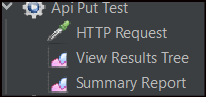 Api Put Test
HTTP Request
View Results Tree
Summary Report